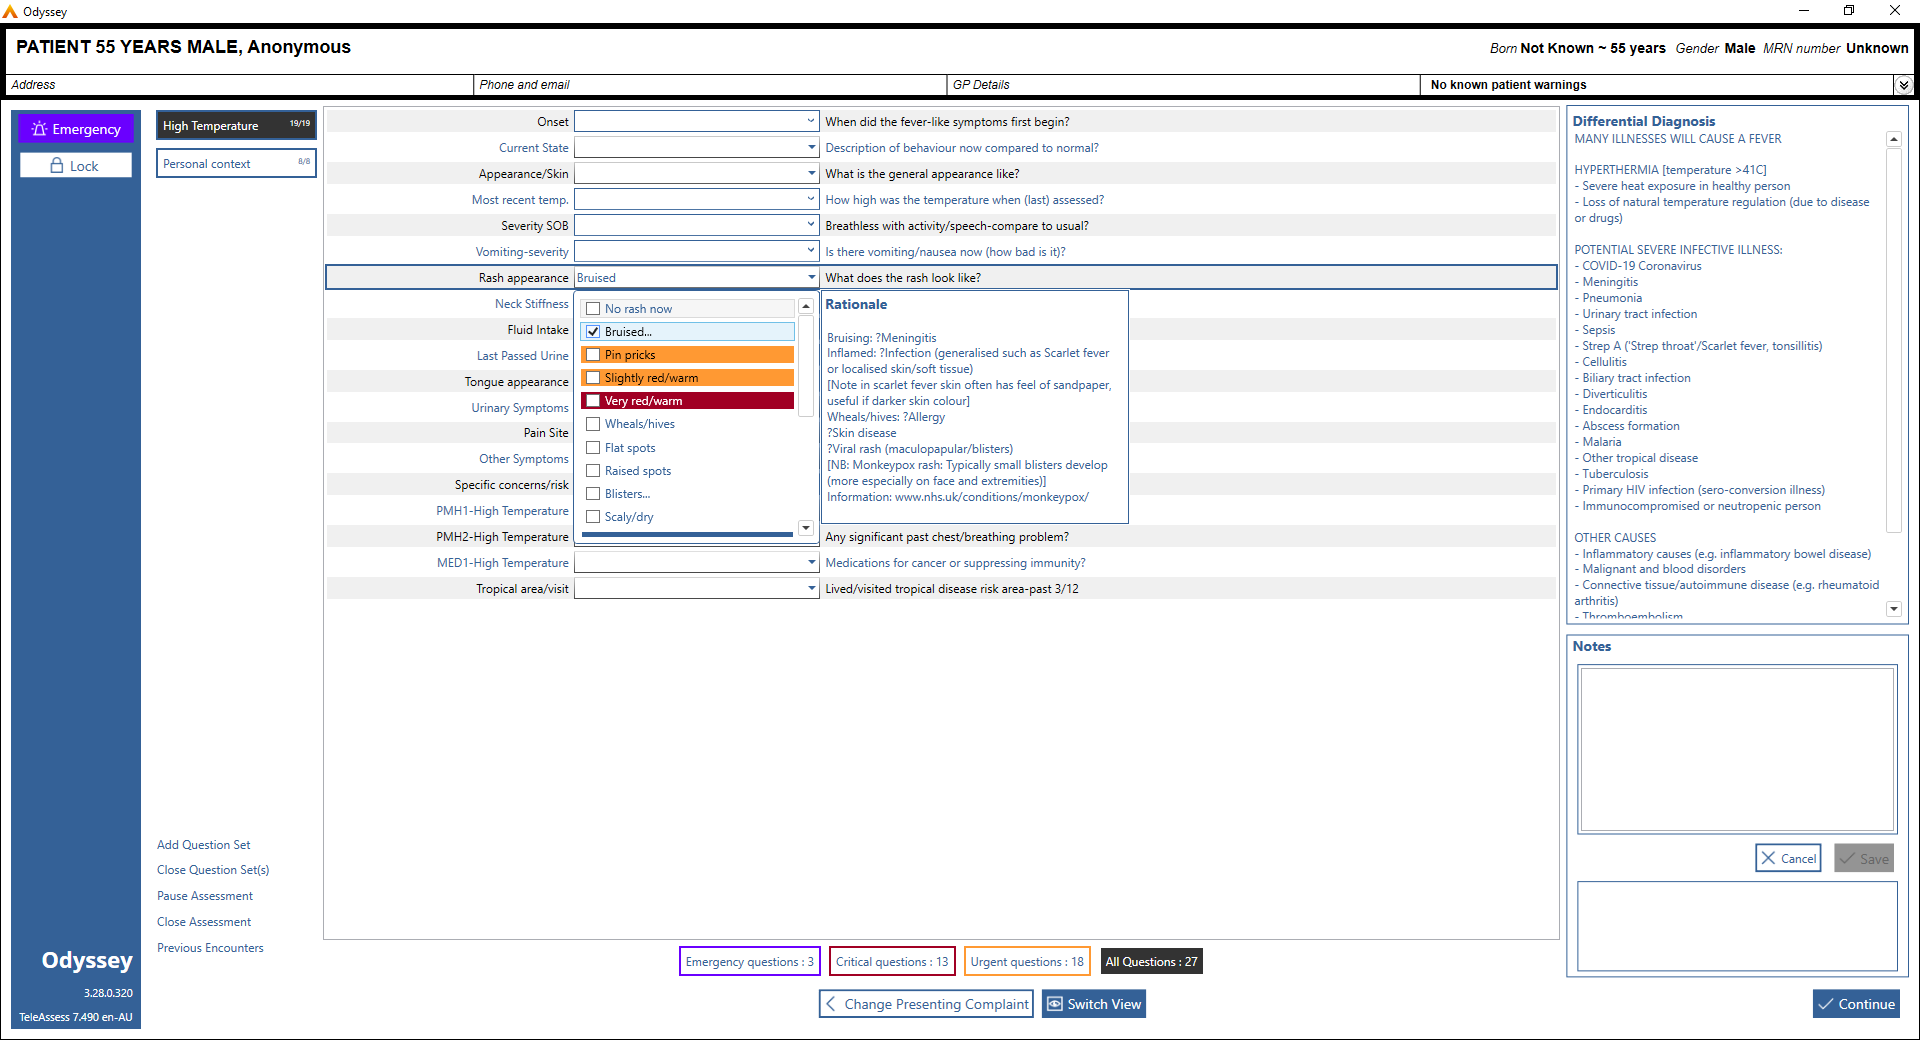 Odyssey
PATIENT 55 YEARS MALE, Anonymous
Born Not Known ~ 55 years Gender Male MRN number Unknown
Address
Phone and email
GP Details
No known patient warnings
Emergency
Lock
High Temperature 19/19
Personal context 8/8
Onset When did the fever-like symptoms first begin?
Current State Description of behaviour now compared to normal?
Appearance/Skin What is the general appearance like?
Most recent temp. How high was the temperature when (last) assessed?
Severity SOB Breathless with activity/speech-compare to usual?
Vomiting-severity Is there vomiting/nausea now (how bad is it)?
Rash appearance Bruised What does the rash look like?
Neck Stiffness
Fluid Intake
Last Passed Urine
Tongue appearance
Urinary Symptoms
Pain Site
Other Symptoms
Specific concerns/risk
PMH1-High Temperature
PMH2-High Temperature Any significant past chest/breathing problem?
MED1-High Temperature Medications for cancer or suppressing immunity?
Tropical area/visit Lived/visited tropical disease risk area-past 3/12
No rash now
Bruised...
Pin pricks
Slightly red/warm
Very red/warm
Wheals/hives
Flat spots
Raised spots
Blisters...
Scaly/dry
Rationale
Bruising: ?Meningitis
Inflamed: ?Infection (generalised such as Scarlet fever
or localised skin/soft tissue)
[Note in scarlet fever skin often has feel of sandpaper,
useful if darker skin colour]
Wheals/hives: ?Allergy
?Skin disease
?Viral rash (maculopapular/blisters)
[NB: Monkeypox rash: Typically small blisters develop
(more especially on face and extremities)]
Information: www.nhs.uk/conditions/monkeypox/
Differential Diagnosis
MANY ILLNESSES WILL CAUSE A FEVER
HYPERTHERMIA [temperature >41C]
- Severe heat exposure in healthy person
- Loss of natural temperature regulation (due to disease
or drugs)
POTENTIAL SEVERE INFECTIVE ILLNESS:
- COVID-19 Coronavirus
- Meningitis
- Pneumonia
- Urinary tract infection
- Sepsis
- Strep A ('Strep throat'/Scarlet fever, tonsillitis)
- Cellulitis
- Biliary tract infection
- Diverticulitis
- Endocarditis
- Abscess formation
- Malaria
- Other tropical disease
- Tuberculosis
- Primary HIV infection (sero-conversion illness)
- Immunocompromised or neutropenic person
OTHER CAUSES
- Inflammatory causes (e.g. inflammatory bowel disease)
- Malignant and blood disorders
- Connective tissue/autoimmune disease (e.g. rheumatoid
arthritis)
- Thromboembolism
Notes
Cancel
Save
Add Question Set
Close Question Set(s)
Pause Assessment
Close Assessment
Previous Encounters
Odyssey
3.28.0.320
TeleAssess 7.490 en-AU
Emergency questions : 3
Critical questions : 13
Urgent questions : 18
All Questions : 27
Change Presenting Complaint
Switch View
Continue